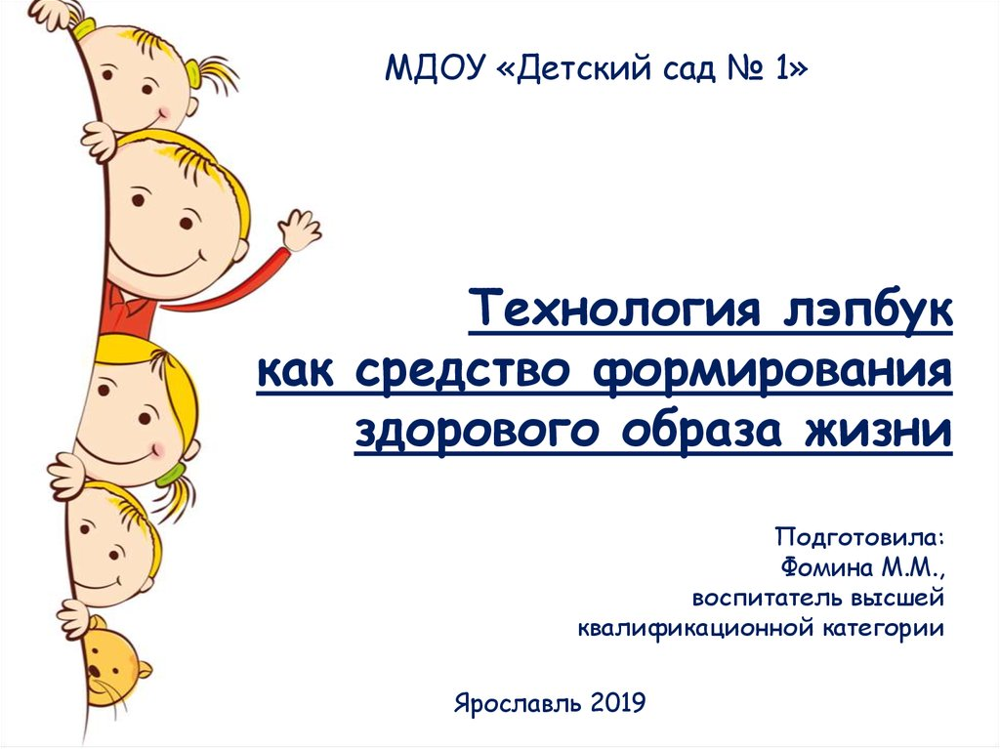 МДОУ «Детский сад № 1»
Технология лэпбук
как средство формирования
здорового образа жизни
Подготовила:
Фомина М.М.,
воспитатель высшей
квалификационной категории
Ярославль 2019